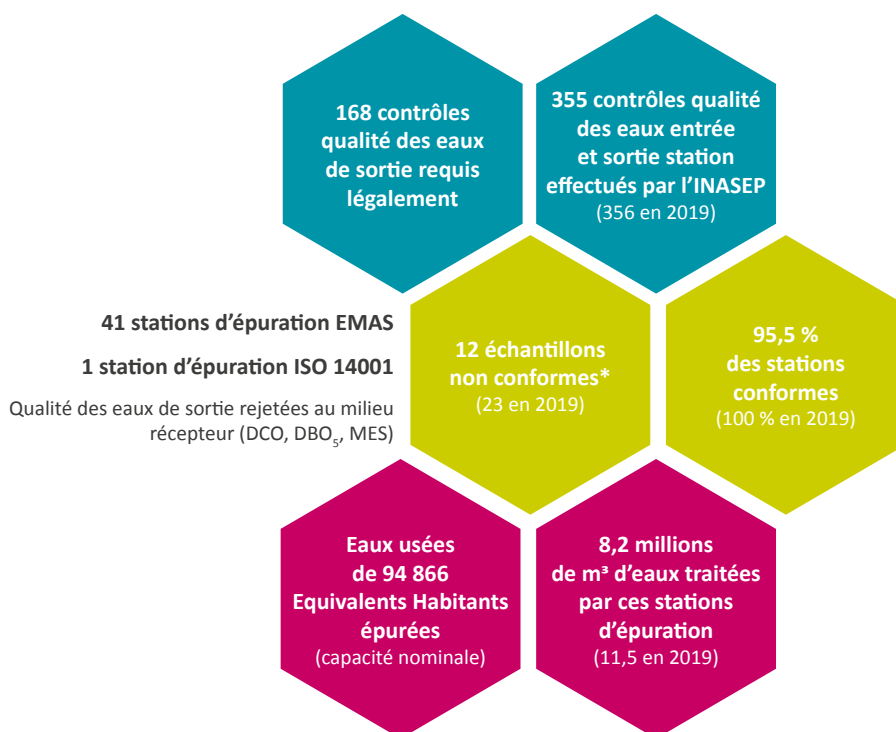 168 contrôles
qualité des eaux
de sortie requis
légalement
355 contrôles qualité
des eaux entrée
et sortie station
effectués par l'INASEP
(356 en 2019)
41 stations d'épuration EMAS
1 station d'épuration ISO 14001
Qualité des eaux de sortie rejetées au milieu
récepteur (DCO, DBO₅, MES)
12 échantillons
non conformes*
(23 en 2019)
95,5 %
des stations
conformes
(100 % en 2019)
Eaux usées
de 94 866
Equivalents Habitants
épurées
(capacité nominale)
8,2 millions
de m³ d'eaux traitées
par ces stations
d'épuration
(11,5 en 2019)